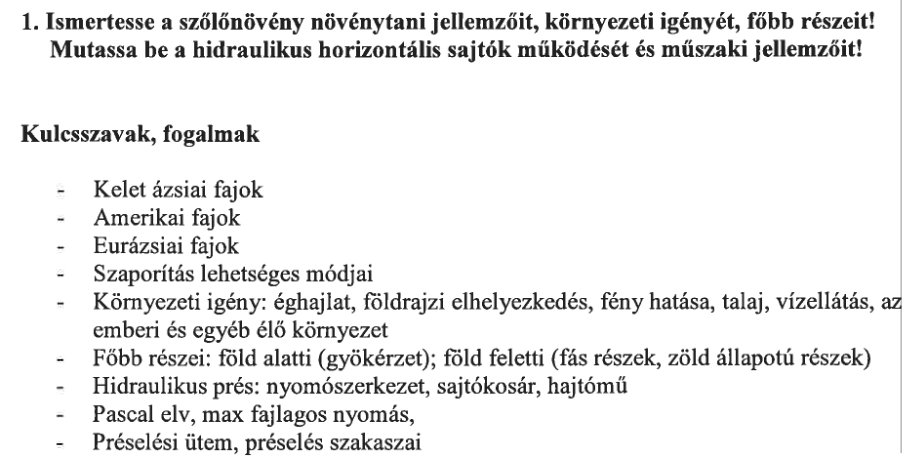 1. Ismertesse a szőlőnövény növénytani jellemzőit, környezeti igényét, főbb részeit!
Mutassa be a hidraulikus horizontális sajtók működését és műszaki jellemzőit!
Kulcsszavak, fogalmak
- Kelet ázsiai fajok
- Amerikai fajok
- Eurázsiai fajok
- Szaporítás lehetséges módjai
- Környezeti igény: éghajlat, földrajzi elhelyezkedés, fény hatása, talaj, vízellátás, az
emberi és egyéb élő környezet
- Főbb részei: föld alatti (gyökérzet); föld feletti (fás részek, zöld állapotú részek)
- Hidraulikus prés: nyomószerkezet, sajtókosár, hajtómű
- Pascal elv, max fajlagos nyomás,
- Préselési ütem, préselés szakaszai